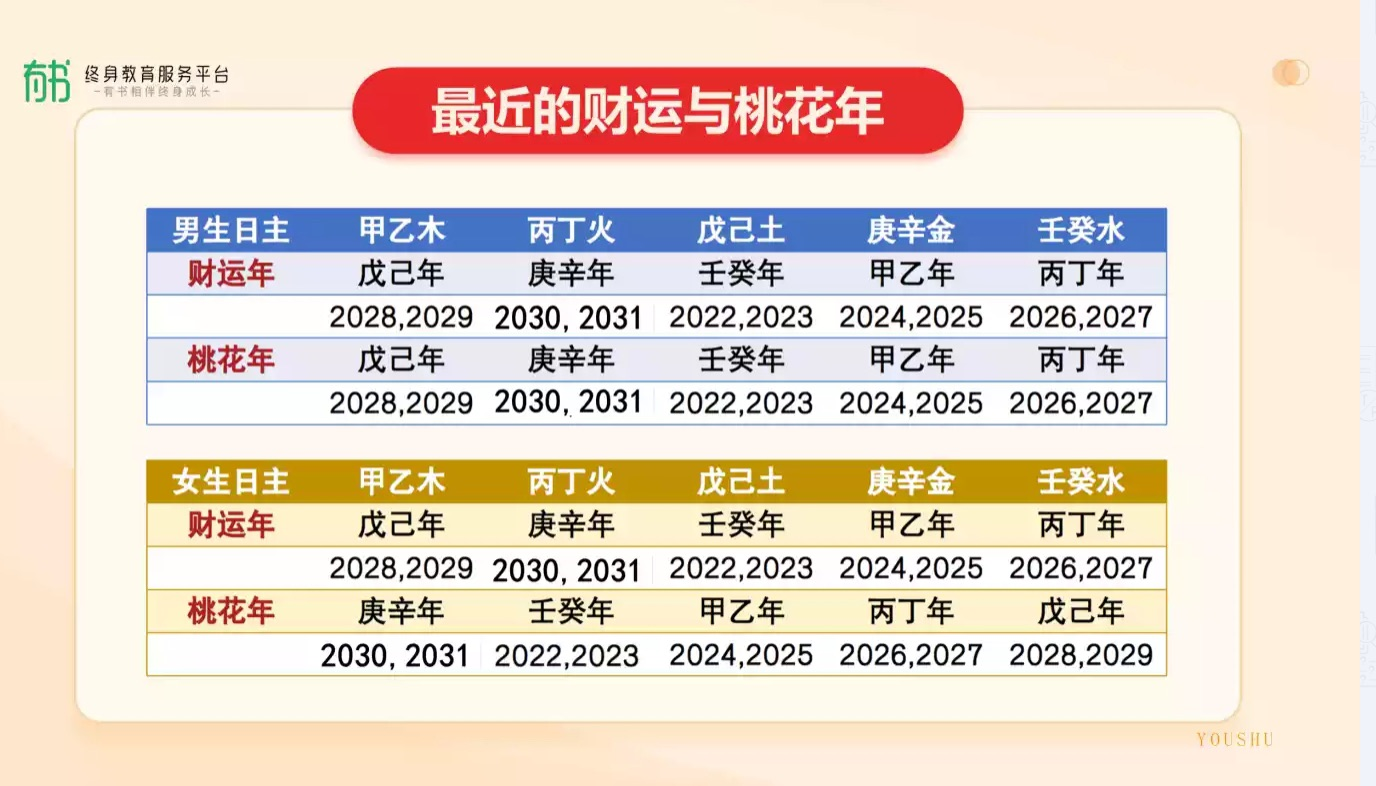 有书 终身教育服务平台
-有书相伴终身成长-
最近的财运与桃花年
男生日主 甲乙木 丙丁火 戊己土 庚辛金 壬癸水
财运年 戊己年 庚辛年 壬癸年 甲乙年 丙丁年
2028,2029 2030, 2031 2022,2023 2024,2025 2026,2027
桃花年 戊己年 庚辛年 壬癸年 甲乙年 丙丁年
2028,2029 2030, 2031 2022,2023 2024,2025 2026,2027
女生日主 甲乙木 丙丁火 戊己土 庚辛金 壬癸水
财运年 戊己年 庚辛年 壬癸年 甲乙年 丙丁年
2028,2029 2030, 2031 2022,2023 2024,2025 2026,2027
桃花年 庚辛年 壬癸年 甲乙年 丙丁年 戊己年
2030, 2031 2022,2023 2024,2025 2026,2027 2028,2029
YOUSHU